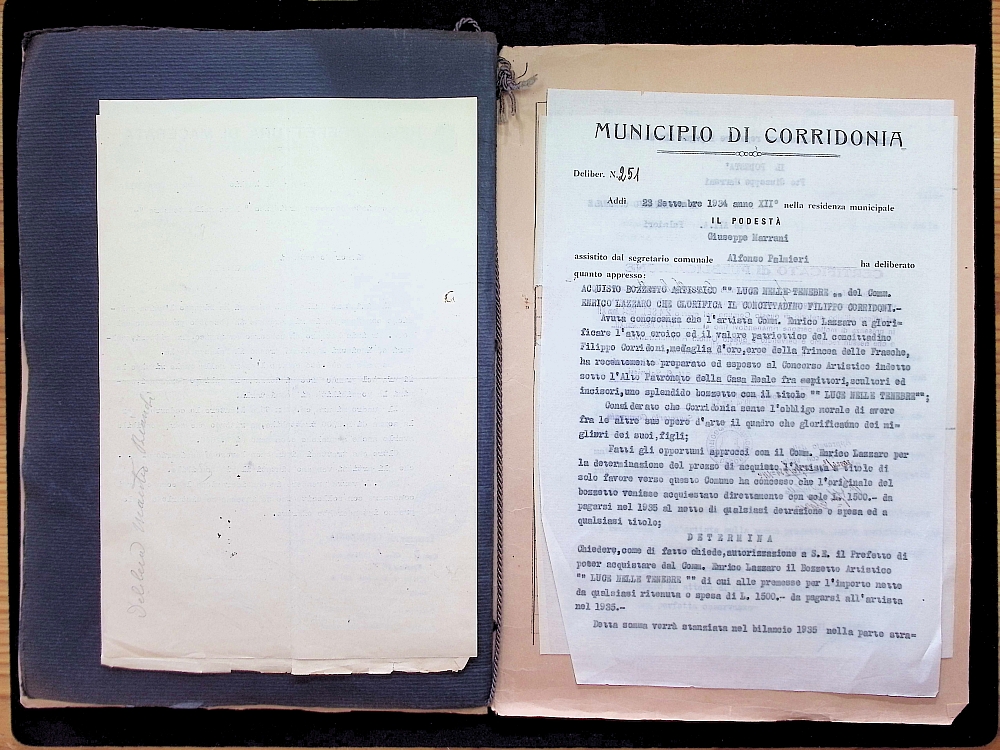 MUNICIPIO DI CORRIDONIA
Deliber. N. 251
Addì 23 Settembre 1934 anno XII° nella residenza municipale
IL PODESTÀ
Giuseppe Marrani
assistito dal segretario comunale Alfonso Palmieri ha deliberato
quanto appresso:
ACQUISTO BOZZETTO ARTISTICO "" LUCE NELLE TENEBRE ,, del Comm.
ENRICO LAZZARO CHE GLORIFICA IL CONCITTADINO FILIPPO CORRIDONI.-
Avuta conoscenza che l'artista Comm. Enrico Lazzaro a glori=
ficare l'atto eroico ed il valore patriottico del concittadino
Filippo Corridoni,medaglia d'oro,eroe della Trincea delle Frasche,
ha recentemente preparato ed esposto al Concorso Artistico indetto
sotto l'Alto Patronato della Casa Reale fra espittori,scultori ed
incisori,uno splendido bozzetto con il titolo "" LUCE NELLE TENEBRE"";
Considerato che Corridonia sente l'obbligo morale di avere
fra le altre sue opere d'arte il quadro che glorifica uno dei mi=
gliori dei suoi,figli;
Fatti gli opportuni approcci con il Comm. Enrico Lazzaro per
la determinazione del prezzo di acquisto l'Artista a titolo di
solo favore verso questo Comune ha concesso che l'originale del
bozzetto venisse acquistato direttamente con sole L. 1500.- da
pagarsi nel 1935 al netto di qualsiasi detrazione o spesa ed a
qualsiasi titolo;
DETERMINA
Chiedere,come di fatto chiede,autorizzazione a S.E. il Prefetto di
poter acquistare dal Comm. Enrico Lazzaro il Bozzetto Artistico
"" LUCE NELLE TENEBRE "" di cui alle premesse per l'importo netto
da qualsiasi ritenuta o spesa di L. 1500.- da pagarsi all'artista
nel 1935.-
Detta somma verrà stanziata nel bilancio 1935 nella parte stra=